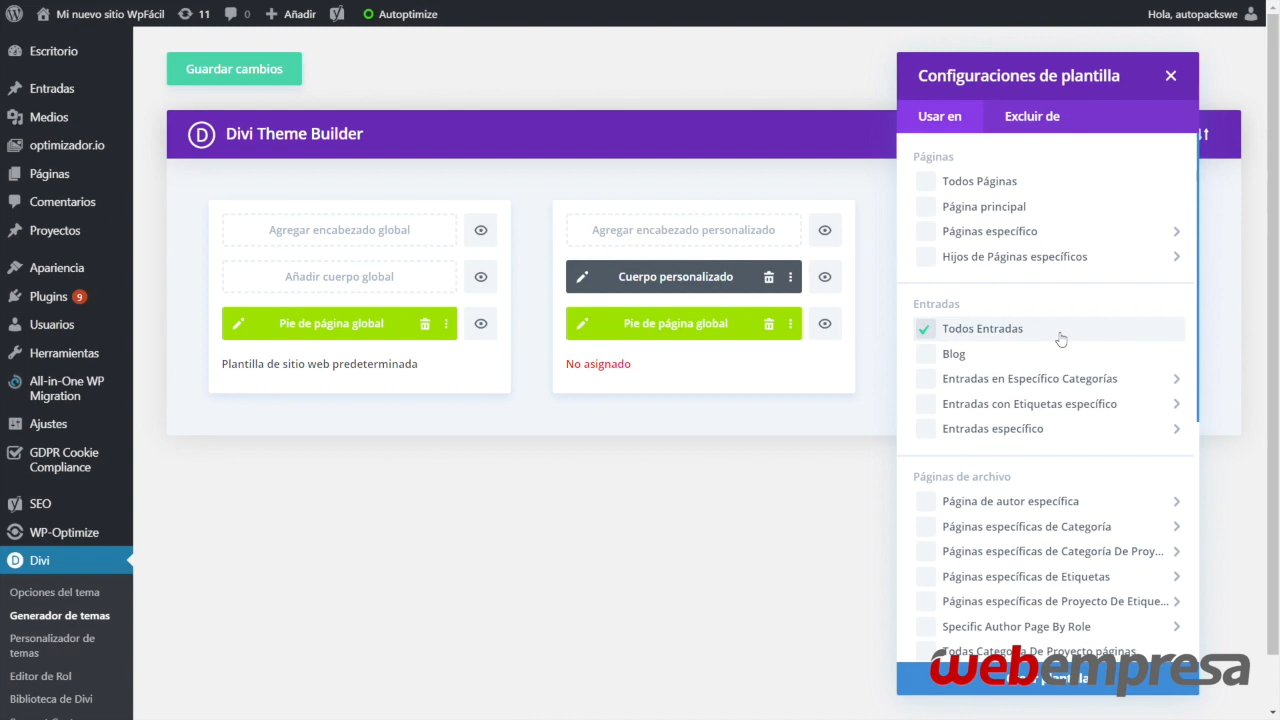 Mi nuevo sitio WpFácil
11
0
Añadir
Autoptimize
Hola, autopackswe
Escritorio
Entradas
Medios
optimizador.io
Páginas
Comentarios
Proyectos
Apariencia
Plugins 9
Usuarios
Herramientas
All-in-One WP
Migration
Ajustes
GDPR Cookie
Compliance
SEO
WP-Optimize
Divi
Opciones del tema
Generador de temas
Personalizador de
temas
Editor de Rol
Biblioteca de Divi
Guardar cambios
D Divi Theme Builder
Agregar encabezado global
Añadir cuerpo global
Pie de página global
Plantilla de sitio web predeterminada
Agregar encabezado personalizado
Cuerpo personalizado
Pie de página global
No asignado
Configuraciones de plantilla
Usar en
Excluir de
Páginas
Todos Páginas
Página principal
Páginas específico
Hijos de Páginas específicos
Entradas
Todos Entradas
Blog
Entradas en Específico Categorías
Entradas con Etiquetas específico
Entradas específico
Páginas de archivo
Página de autor específica
Páginas específicas de Categoría
Páginas específicas de Categoría De Proy...
Páginas específicas de Etiquetas
Páginas específicas de Proyecto De Etique...
Specific Author Page By Role
Todas Categoría De Proyecto páginas
webempresa